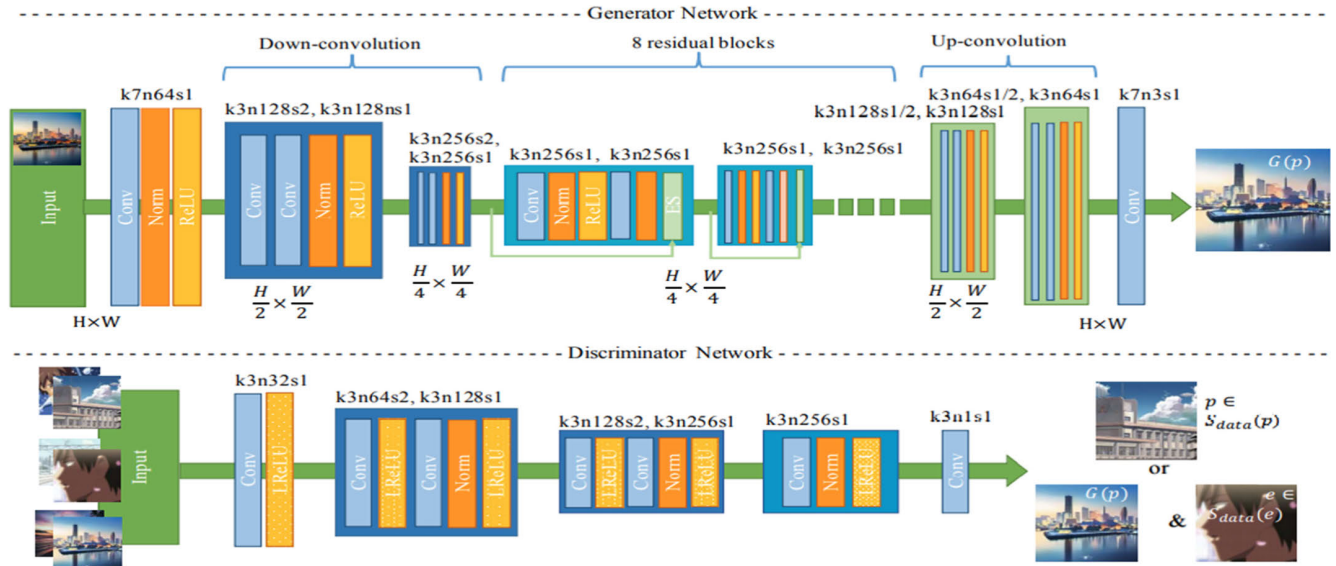 Generator Network
Down-convolution
8 residual blocks
Up-convolution
k7n64s1
k3n128s2, k3n128ns1
k3n256s2,
k3n256s1
k3n256s1, k3n256s1
k3n256s1, k3n256s1
k3n128s1/2, k3n128s1
k3n64s1/2, k3n64s1
k7n3s1
Input
Conv
Norm
ReLU
Conv
Conv
Norm
ReLU
Conv
Norm
ReLU
ES
Conv
G(p)
H×W
H/2 × W/2
H/4 × W/4
H/4 × W/4
H/2 × W/2
H×W
Discriminator Network
k3n32s1
k3n64s2, k3n128s1
k3n128s2, k3n256s1
k3n256s1
k3n1s1
Input
Conv
LReLU
Conv
LReLU
Conv
Norm
LReLU
Conv
LReLU
Conv
Norm
LReLU
Conv
Norm
LReLU
Conv
p ∈
S_data(p)
or
G(p)
&
e ∈
S_data(e)